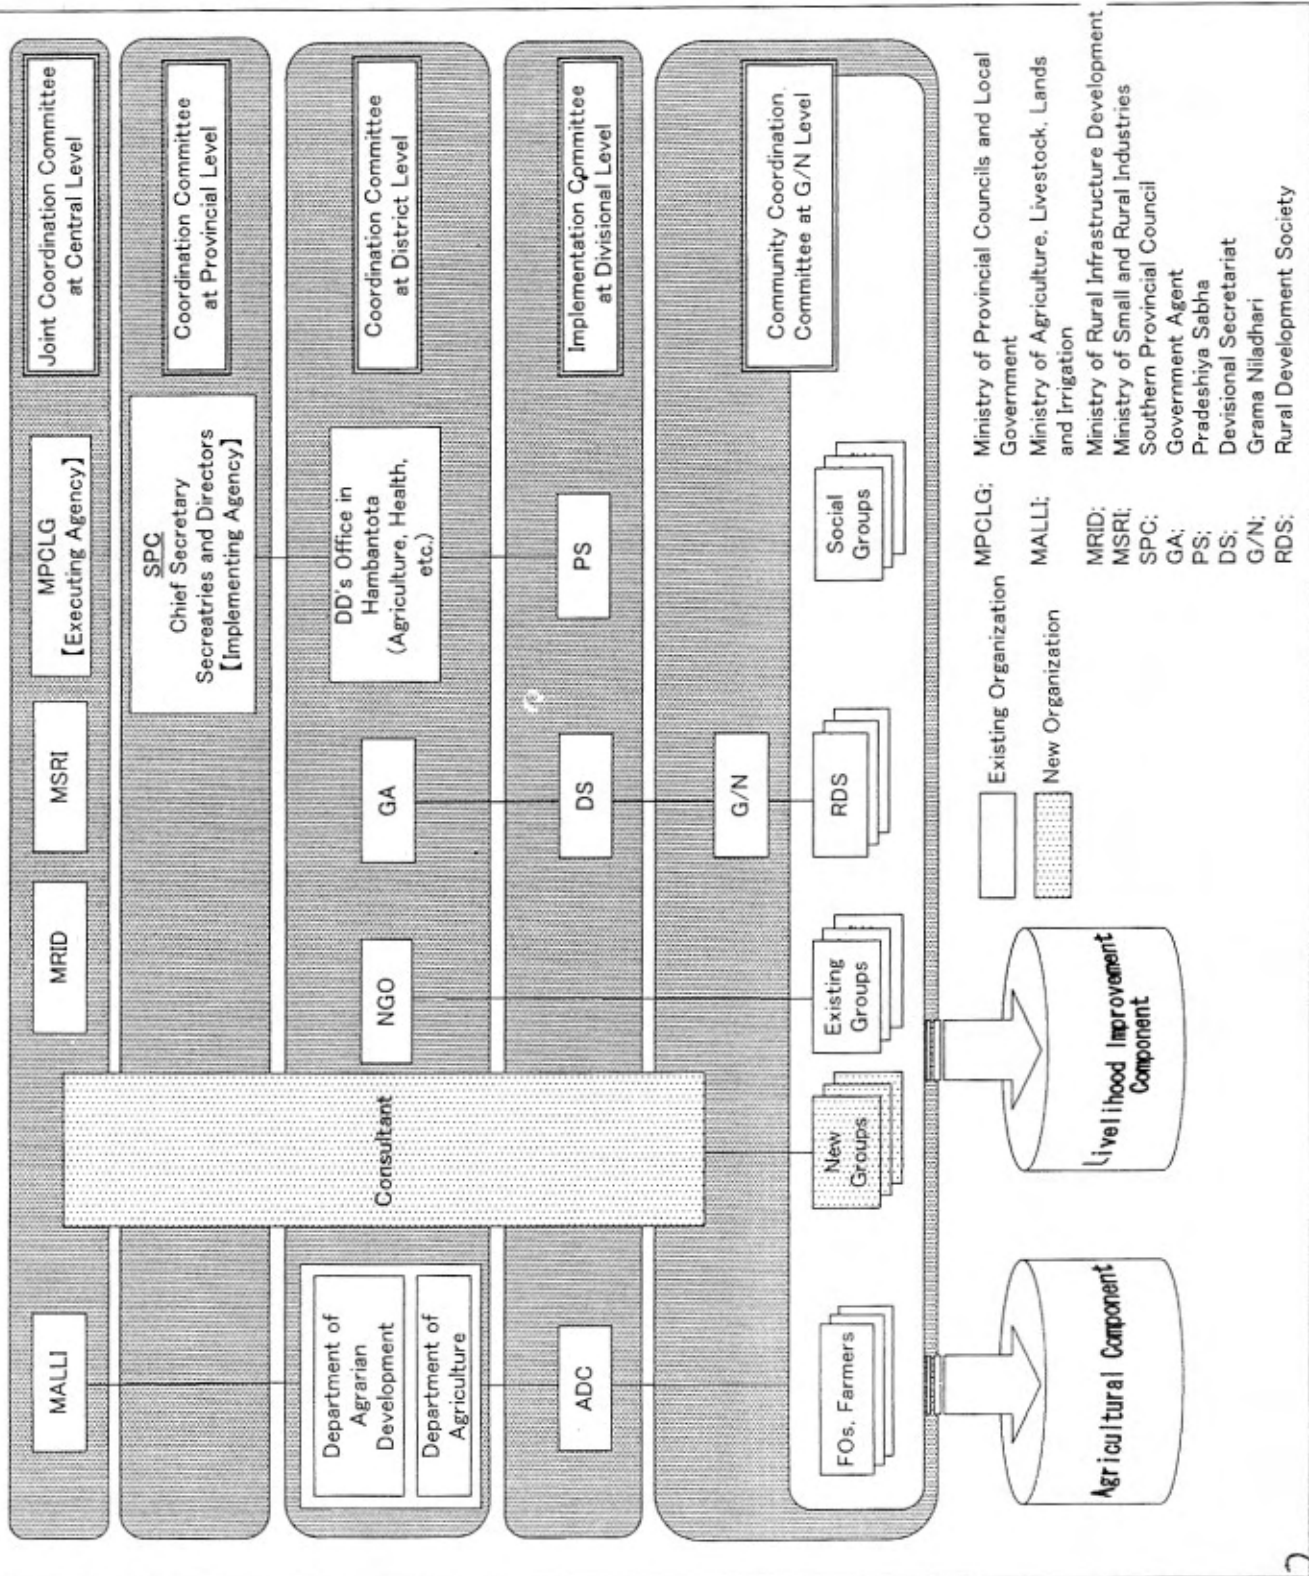 MALLI
MRID
MSRI
MPCLG
【Executing Agency】
Joint Coordination Committee
at Central Level
SPC
Chief Secretary
Secreatries and Directors
【Implementing Agency】
Coordination Committee
at Provincial Level
Department of
Agrarian
Development
Department of
Agriculture
Consultant
NGO
GA
DD's Office in
Hambantota
(Agriculture, Health,
etc.)
Coordination Committee
at District Level
ADC
DS
PS
Implementation Committee
at Divisional Level
G/N
Community Coordination
Committee at G/N Level
FOs, Farmers
New
Groups
Existing
Groups
RDS
Social
Groups
Agricultural Component
Livelihood Improvement
Component
Existing Organization
New Organization
MPCLG; Ministry of Provincial Councils and Local
Government
MALLI; Ministry of Agriculture, Livestock, Lands
and Irrigation
MRID; Ministry of Rural Infrastructure Development
MSRI; Ministry of Small and Rural Industries
SPC; Southern Provincial Council
GA; Government Agent
PS; Pradeshiya Sabha
DS; Devisional Secretariat
G/N; Grama Niladhari
RDS; Rural Development Society